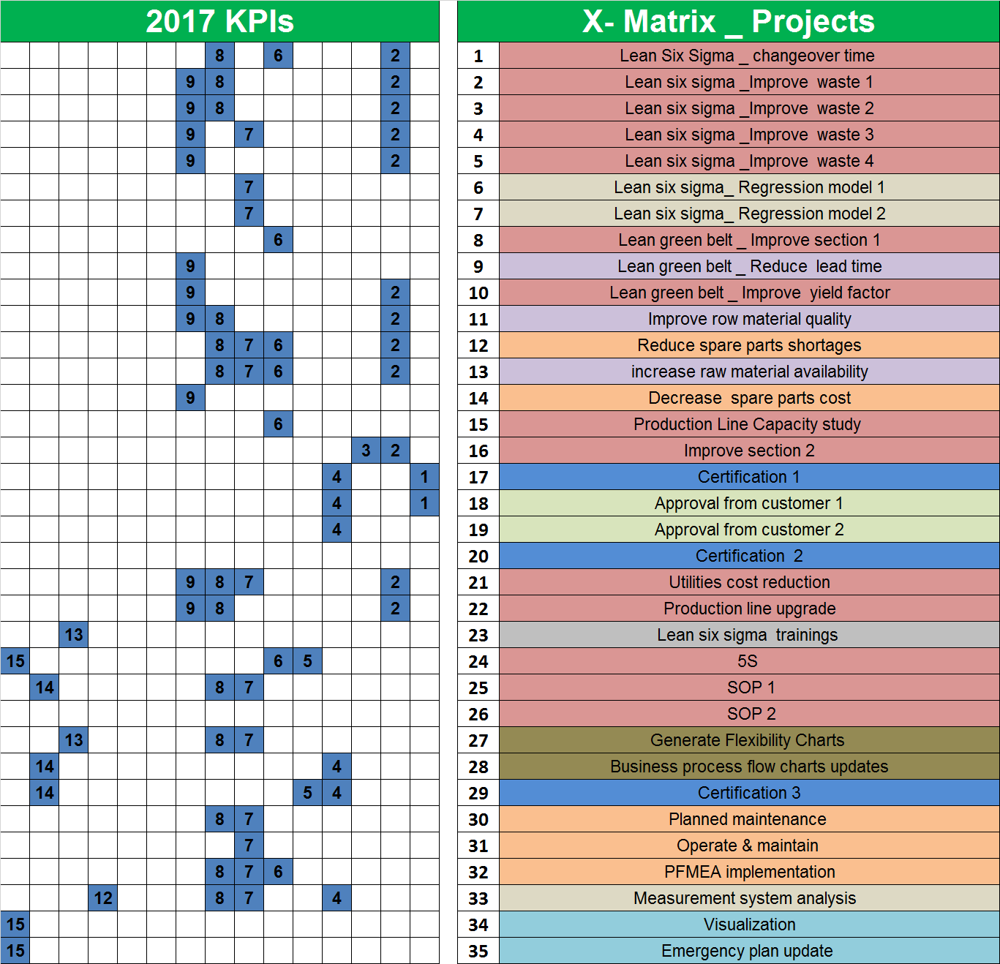 2017 KPIs X- Matrix _ Projects
8 6 2 1 Lean Six Sigma _ changeover time
9 8 2 2 Lean six sigma _Improve waste 1
9 8 2 3 Lean six sigma _Improve waste 2
9 7 2 4 Lean six sigma _Improve waste 3
9 2 5 Lean six sigma _Improve waste 4
7 6 Lean six sigma_ Regression model 1
7 7 Lean six sigma_ Regression model 2
6 8 Lean green belt _ Improve section 1
9 9 Lean green belt _ Reduce lead time
9 2 10 Lean green belt _ Improve yield factor
9 8 2 11 Improve row material quality
8 7 6 2 12 Reduce spare parts shortages
8 7 6 2 13 increase raw material availability
9 14 Decrease spare parts cost
6 15 Production Line Capacity study
3 2 16 Improve section 2
4 1 17 Certification 1
4 1 18 Approval from customer 1
4 19 Approval from customer 2
20 Certification 2
9 8 7 2 21 Utilities cost reduction
9 8 2 22 Production line upgrade
13 23 Lean six sigma trainings
15 6 5 24 5S
14 8 7 25 SOP 1
26 SOP 2
13 8 7 27 Generate Flexibility Charts
14 4 28 Business process flow charts updates
14 5 4 29 Certification 3
8 7 30 Planned maintenance
7 31 Operate & maintain
8 7 6 32 PFMEA implementation
12 8 7 4 33 Measurement system analysis
15 34 Visualization
15 35 Emergency plan update